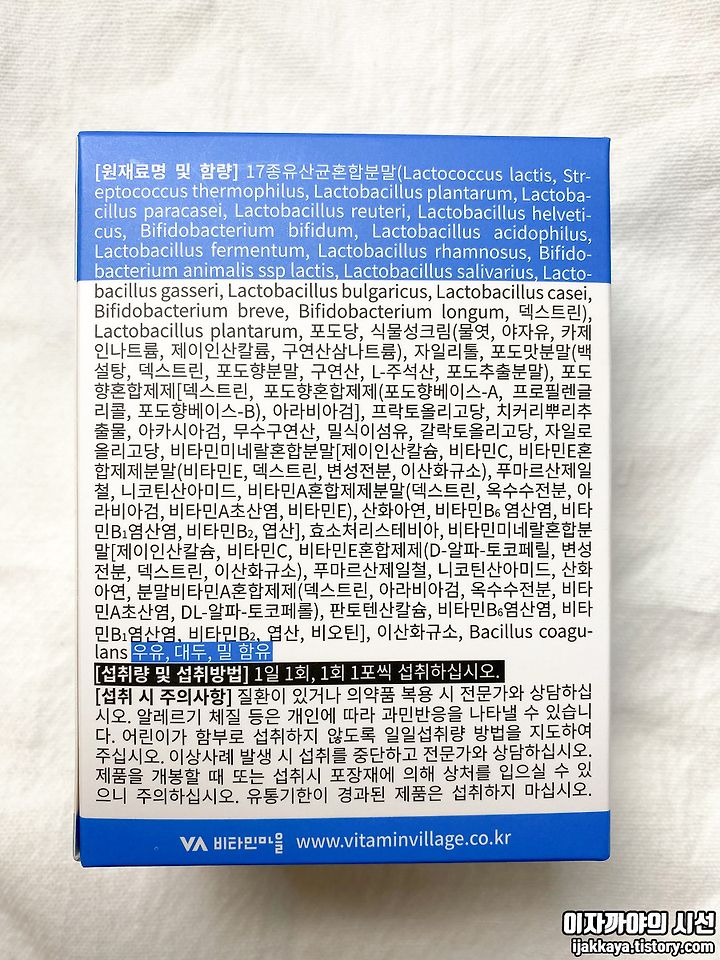 [원재료명 및 함량] 17종유산균혼합분말(Lactococcus lactis, Str-
eptococcus thermophilus, Lactobacillus plantarum, Lactoba-
cillus paracasei, Lactobacillus reuteri, Lactobacillus helveti-
cus, Bifidobacterium bifidum, Lactobacillus acidophilus,
Lactobacillus fermentum, Lactobacillus rhamnosus, Bifido-
bacterium animalis ssp lactis, Lactobacillus salivarius, Lacto-
bacillus gasseri, Lactobacillus bulgaricus, Lactobacillus casei,
Bifidobacterium breve, Bifidobacterium longum, 덱스트린),
Lactobacillus plantarum, 포도당, 식물성크림(물엿, 야자유, 카제
인나트륨, 제이인산칼륨, 구연산삼나트륨), 자일리톨, 포도맛분말(백
설탕, 덱스트린, 포도향분말, 구연산, L-주석산, 포도추출분말), 포도
향혼합제제[덱스트린, 포도향혼합제제(포도향베이스-A, 프로필렌글
리콜, 포도향베이스-B), 아라비아검], 프락토올리고당, 치커리뿌리추
출물, 아카시아검, 무수구연산, 밀식이섬유, 갈락토올리고당, 자일로
올리고당, 비타민미네랄혼합분말[제이인산칼슘, 비타민C, 비타민E혼
합제제분말(비타민E, 덱스트린, 변성전분, 이산화규소), 푸마르산제일
철, 니코틴산아미드, 비타민A혼합제제분말(덱스트린, 옥수수전분, 아
라비아검, 비타민A초산염, 비타민E), 산화아연, 비타민B₆ 염산염, 비타
민B₁염산염, 비타민B₂, 엽산], 효소처리스테비아, 비타민미네랄혼합분
말[제이인산칼슘, 비타민C, 비타민E혼합제제(D-알파-토코페릴, 변성
전분, 덱스트린, 이산화규소), 푸마르산제일철, 니코틴산아미드, 산화
아연, 분말비타민A혼합제제(덱스트린, 아라비아검, 옥수수전분, 비타
민A초산염, DL-알파-토코페롤), 판토텐산칼슘, 비타민B₆염산염, 비타
민B₁염산염, 비타민B₂, 엽산, 비오틴], 이산화규소, Bacillus coagu-
lans 우유, 대두, 밀 함유
[섭취량 및 섭취방법] 1일 1회, 1회 1포씩 섭취하십시오.
[섭취 시 주의사항] 질환이 있거나 의약품 복용 시 전문가와 상담하십
시오. 알레르기 체질 등은 개인에 따라 과민반응을 나타낼 수 있습니
다. 어린이가 함부로 섭취하지 않도록 일일섭취량 방법을 지도하여
주십시오. 이상사례 발생 시 섭취를 중단하고 전문가와 상담하십시오.
제품을 개봉할 때 또는 섭취시 포장재에 의해 상처를 입으실 수 있
으니 주의하십시오. 유통기한이 경과된 제품은 섭취하지 마십시오.
VA 비타민마을 www.vitaminvillage.co.kr
이자까야의 시선
ijakkaya.tistory.com